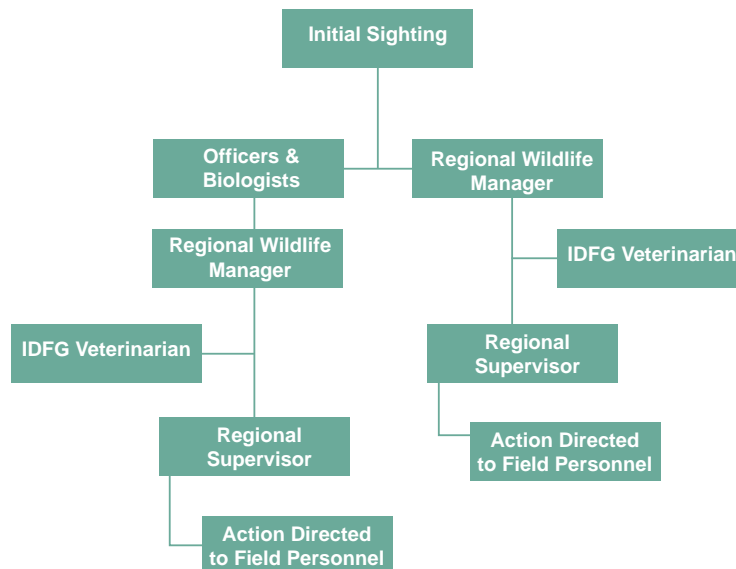 Initial Sighting
Officers &
Biologists
Regional Wildlife
Manager
Regional Wildlife
Manager
IDFG Veterinarian
IDFG Veterinarian
Regional
Supervisor
Regional
Supervisor
Action Directed
to Field Personnel
Action Directed
to Field Personnel